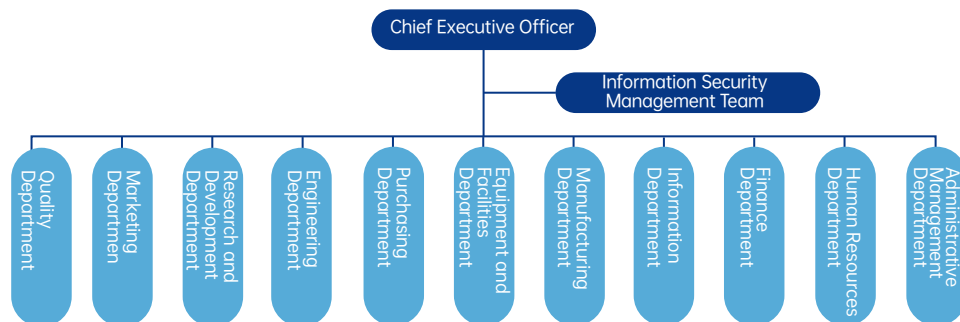 Chief Executive Officer
Information Security
Management Team
Quality
Department
Marketing
Departmen
Research and
Development
Department
Engineering
Department
Purchasing
Department
Equipment and
Facilities
Department
Manufacturing
Department
Information
Department
Finance
Department
Human Resources
Department
Administrative
Management
Department